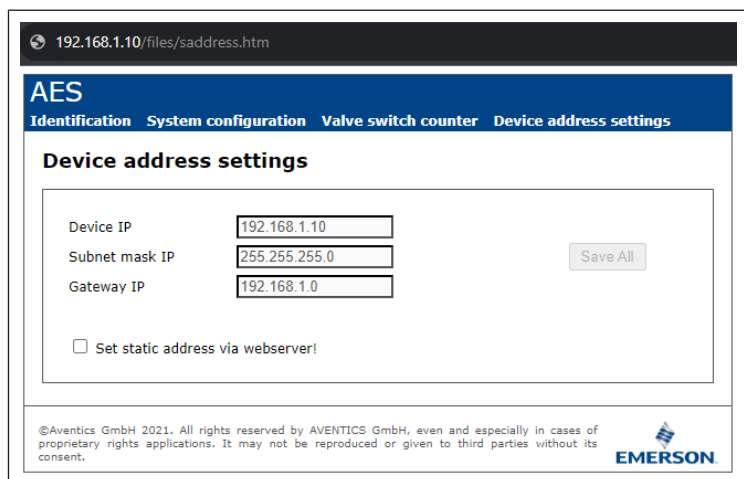 192.168.1.10/files/saddress.htm
AES
Identification System configuration Valve switch counter Device address settings
Device address settings
Device IP 192.168.1.10
Subnet mask IP 255.255.255.0 Save All
Gateway IP 192.168.1.0
Set static address via webserver!
©Aventics GmbH 2021. All rights reserved by AVENTICS GmbH, even and especially in cases of
proprietary rights applications. It may not be reproduced or given to third parties without its
consent.
EMERSON.